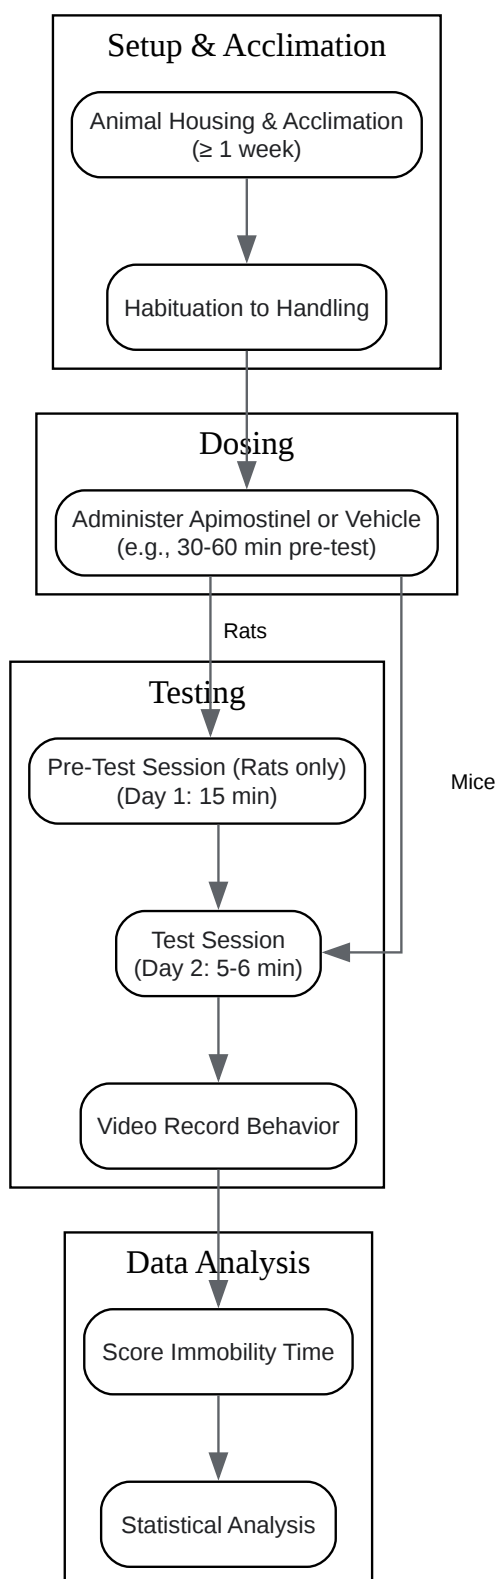 Setup & Acclimation
Animal Housing & Acclimation
(≥ 1 week)
Habituation to Handling
Dosing
Administer Apimostinel or Vehicle
(e.g., 30-60 min pre-test)
Rats
Testing
Pre-Test Session (Rats only)
(Day 1: 15 min)
Mice
Test Session
(Day 2: 5-6 min)
Video Record Behavior
Data Analysis
Score Immobility Time
Statistical Analysis